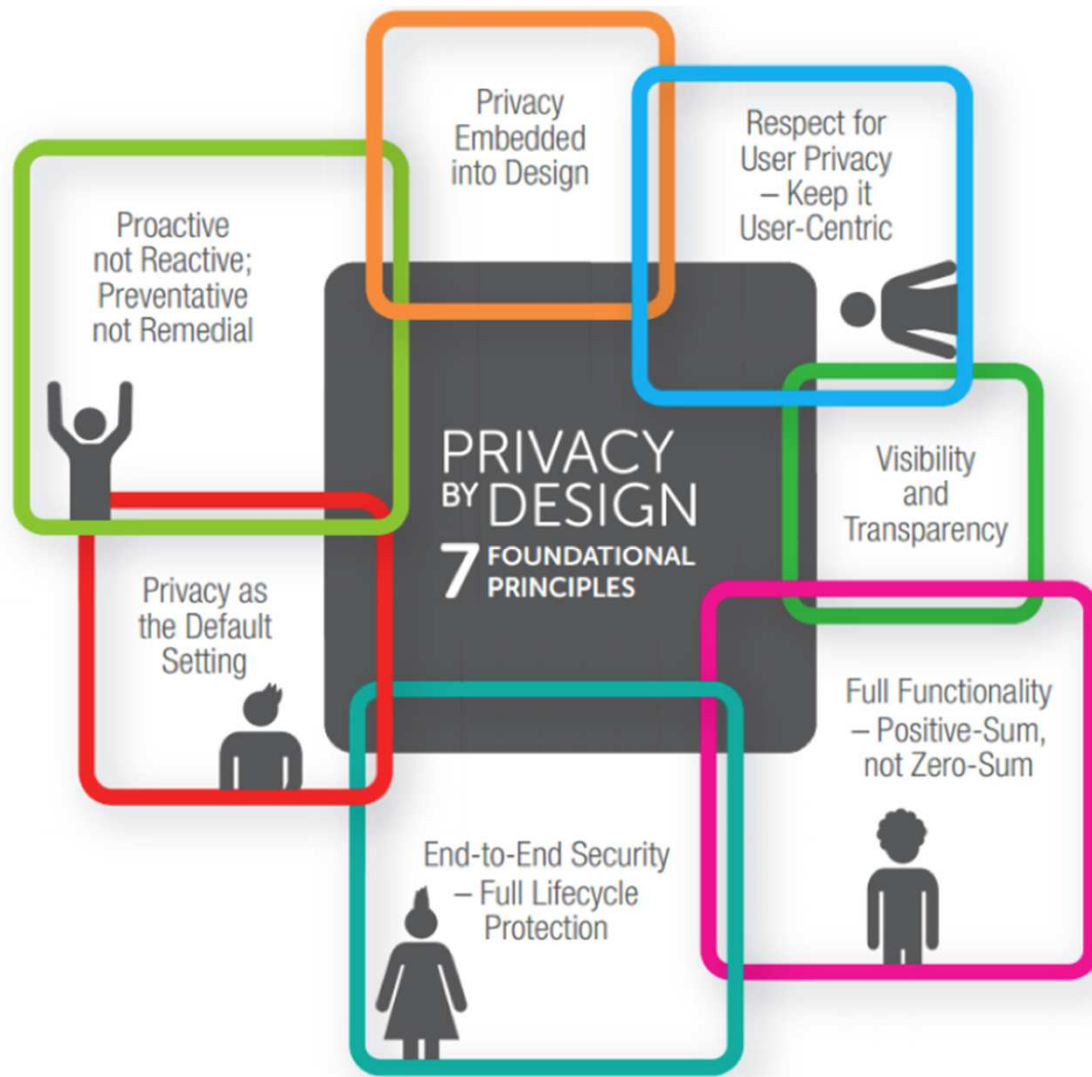 Privacy
Embedded
into Design
Respect for
User Privacy
– Keep it
User-Centric
Proactive
not Reactive;
Preventative
not Remedial
PRIVACY
BY DESIGN
7 FOUNDATIONAL
PRINCIPLES
Visibility
and
Transparency
Privacy as
the Default
Setting
Full Functionality
– Positive-Sum,
not Zero-Sum
End-to-End Security
– Full Lifecycle
Protection